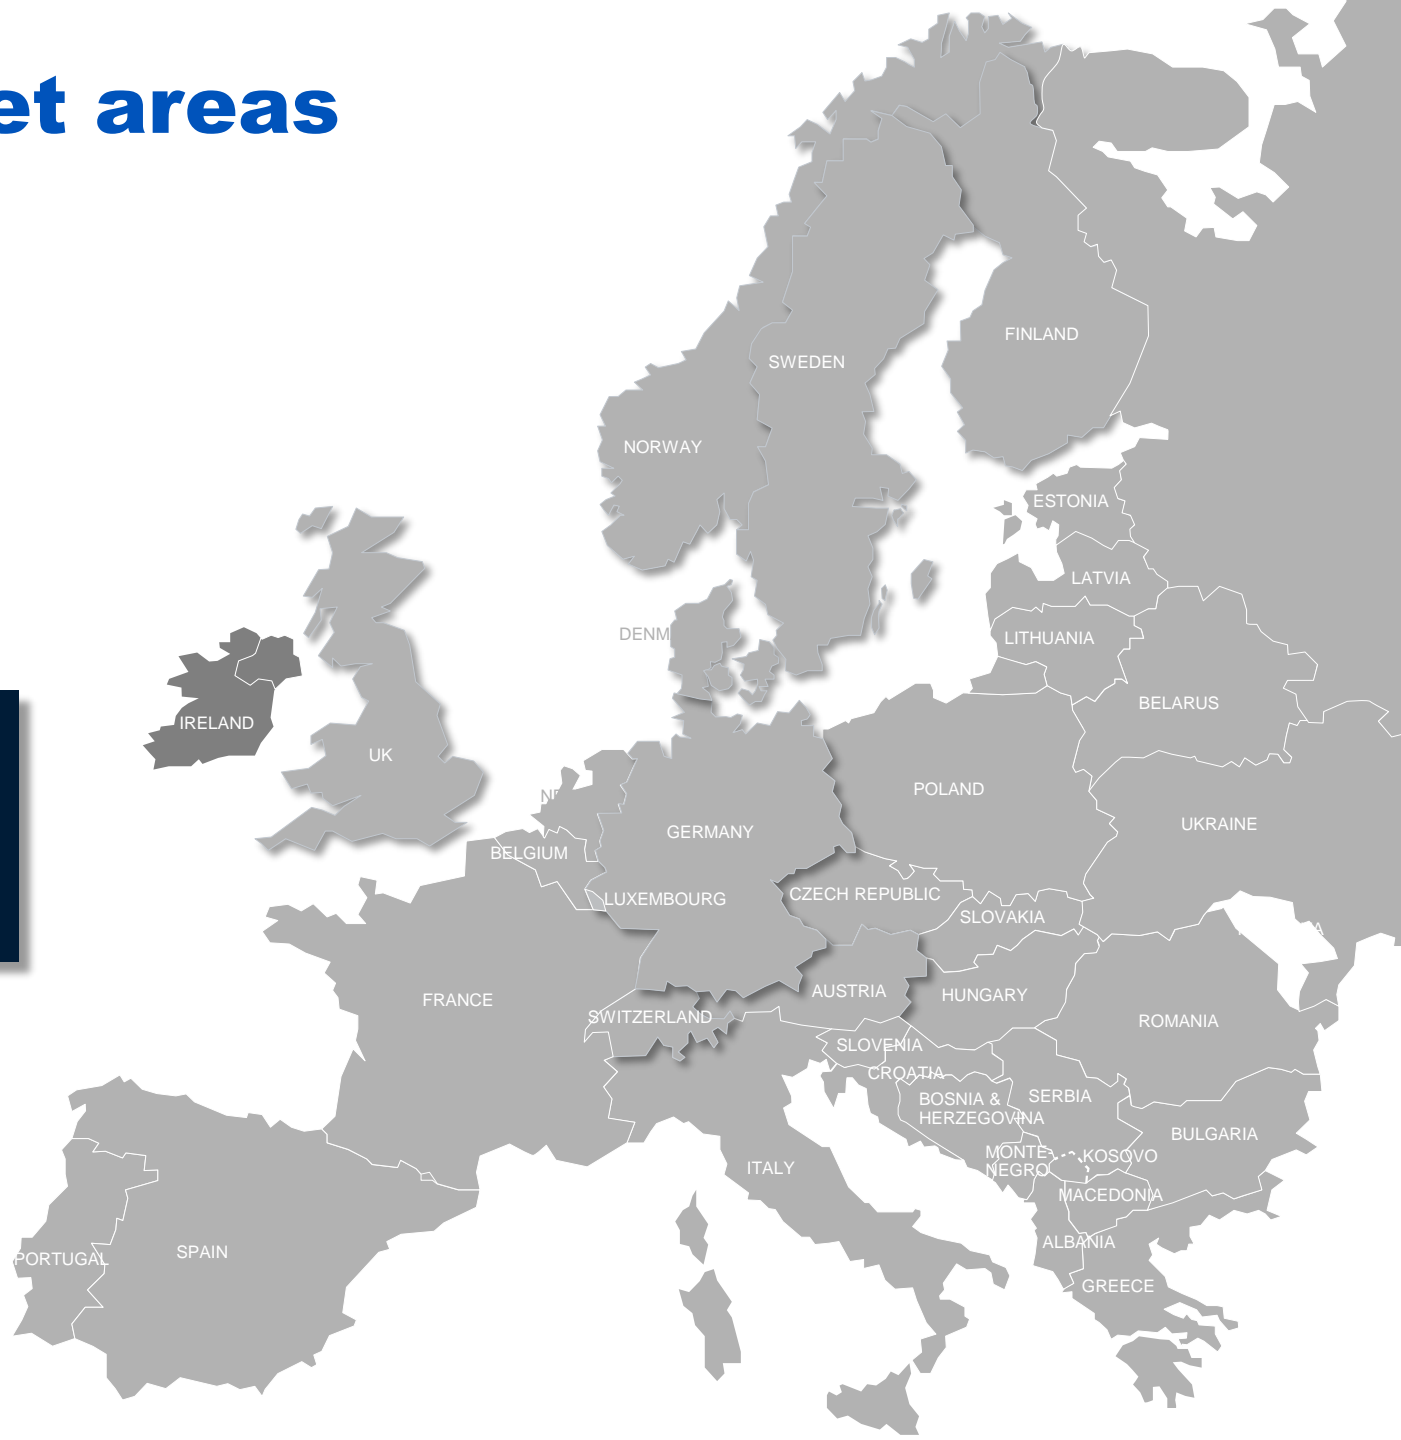 et areas
FINLAND
SWEDEN
NORWAY
ESTONIA
LATVIA
DENM
LITHUANIA
BELARUS
IRELAND
UK
POLAND
NE
UKRAINE
GERMANY
BELGIUM
CZECH REPUBLIC
LUXEMBOURG
SLOVAKIA
AUSTRIA
HUNGARY
FRANCE
SWITZERLAND
ROMANIA
SLOVENIA
CROATIA
BOSNIA &
HERZEGOVINA
SERBIA
BULGARIA
MONTE-
NEGRO
KOSOVO
ITALY
MACEDONIA
ALBANIA
PORTUGAL
SPAIN
GREECE